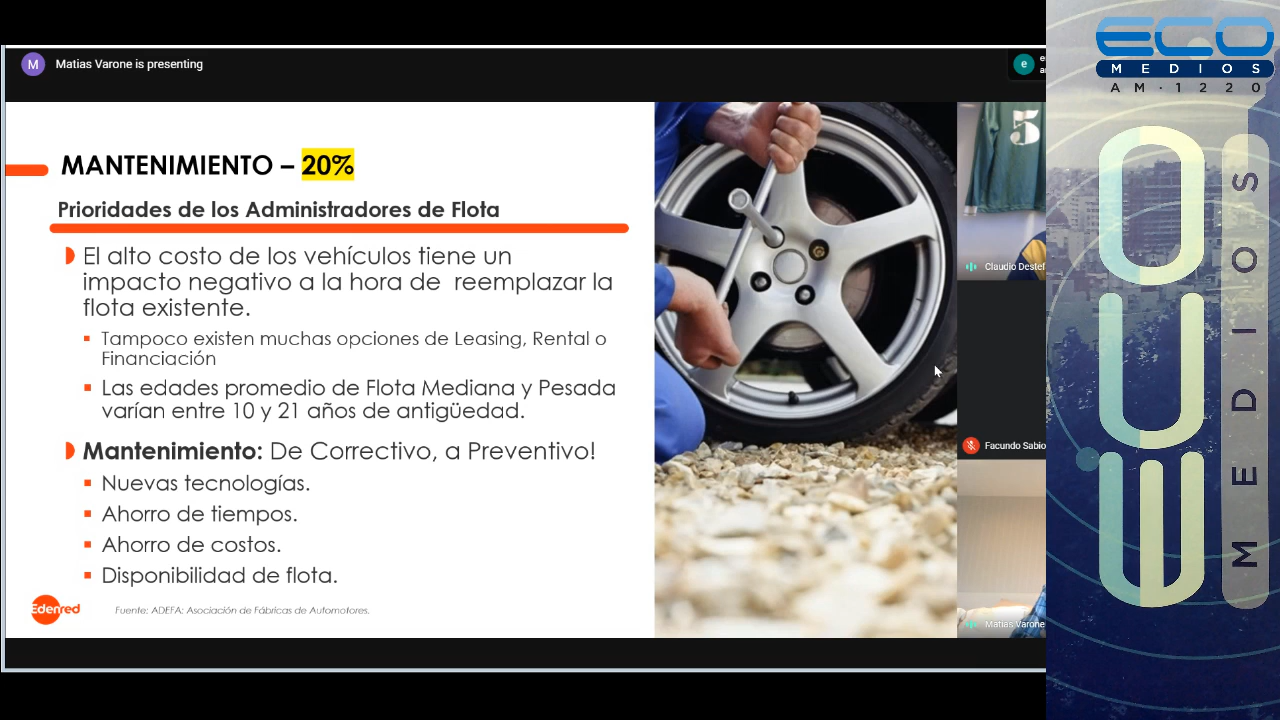 M
Matias Varone is presenting
e
MANTENIMIENTO – 20%
Prioridades de los Administradores de Flota
El alto costo de los vehículos tiene un
impacto negativo a la hora de reemplazar la
flota existente.
Tampoco existen muchas opciones de Leasing, Rental o
Financiación
Las edades promedio de Flota Mediana y Pesada
varían entre 10 y 21 años de antigüedad.
Mantenimiento: De Correctivo, a Preventivo!
Nuevas tecnologías.
Ahorro de tiempos.
Ahorro de costos.
Disponibilidad de flota.
Edenred
Fuente: ADEFA: Asociación de Fábricas de Automotores.
5
Claudio Destef
Facundo Sabio
Matias Varone
ECO
MEDIOS
AM·1220
ECO
MEDIOS